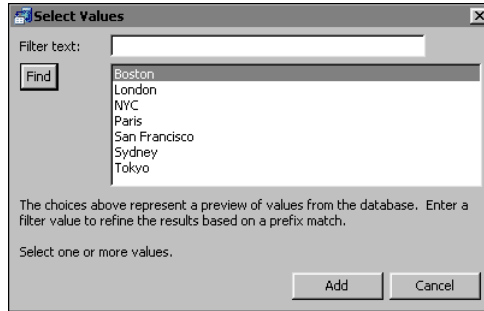 Select Values
Filter text:
Find
Boston
London
NYC
Paris
San Francisco
Sydney
Tokyo
The choices above represent a preview of values from the database. Enter a
filter value to refine the results based on a prefix match.
Select one or more values.
Add
Cancel